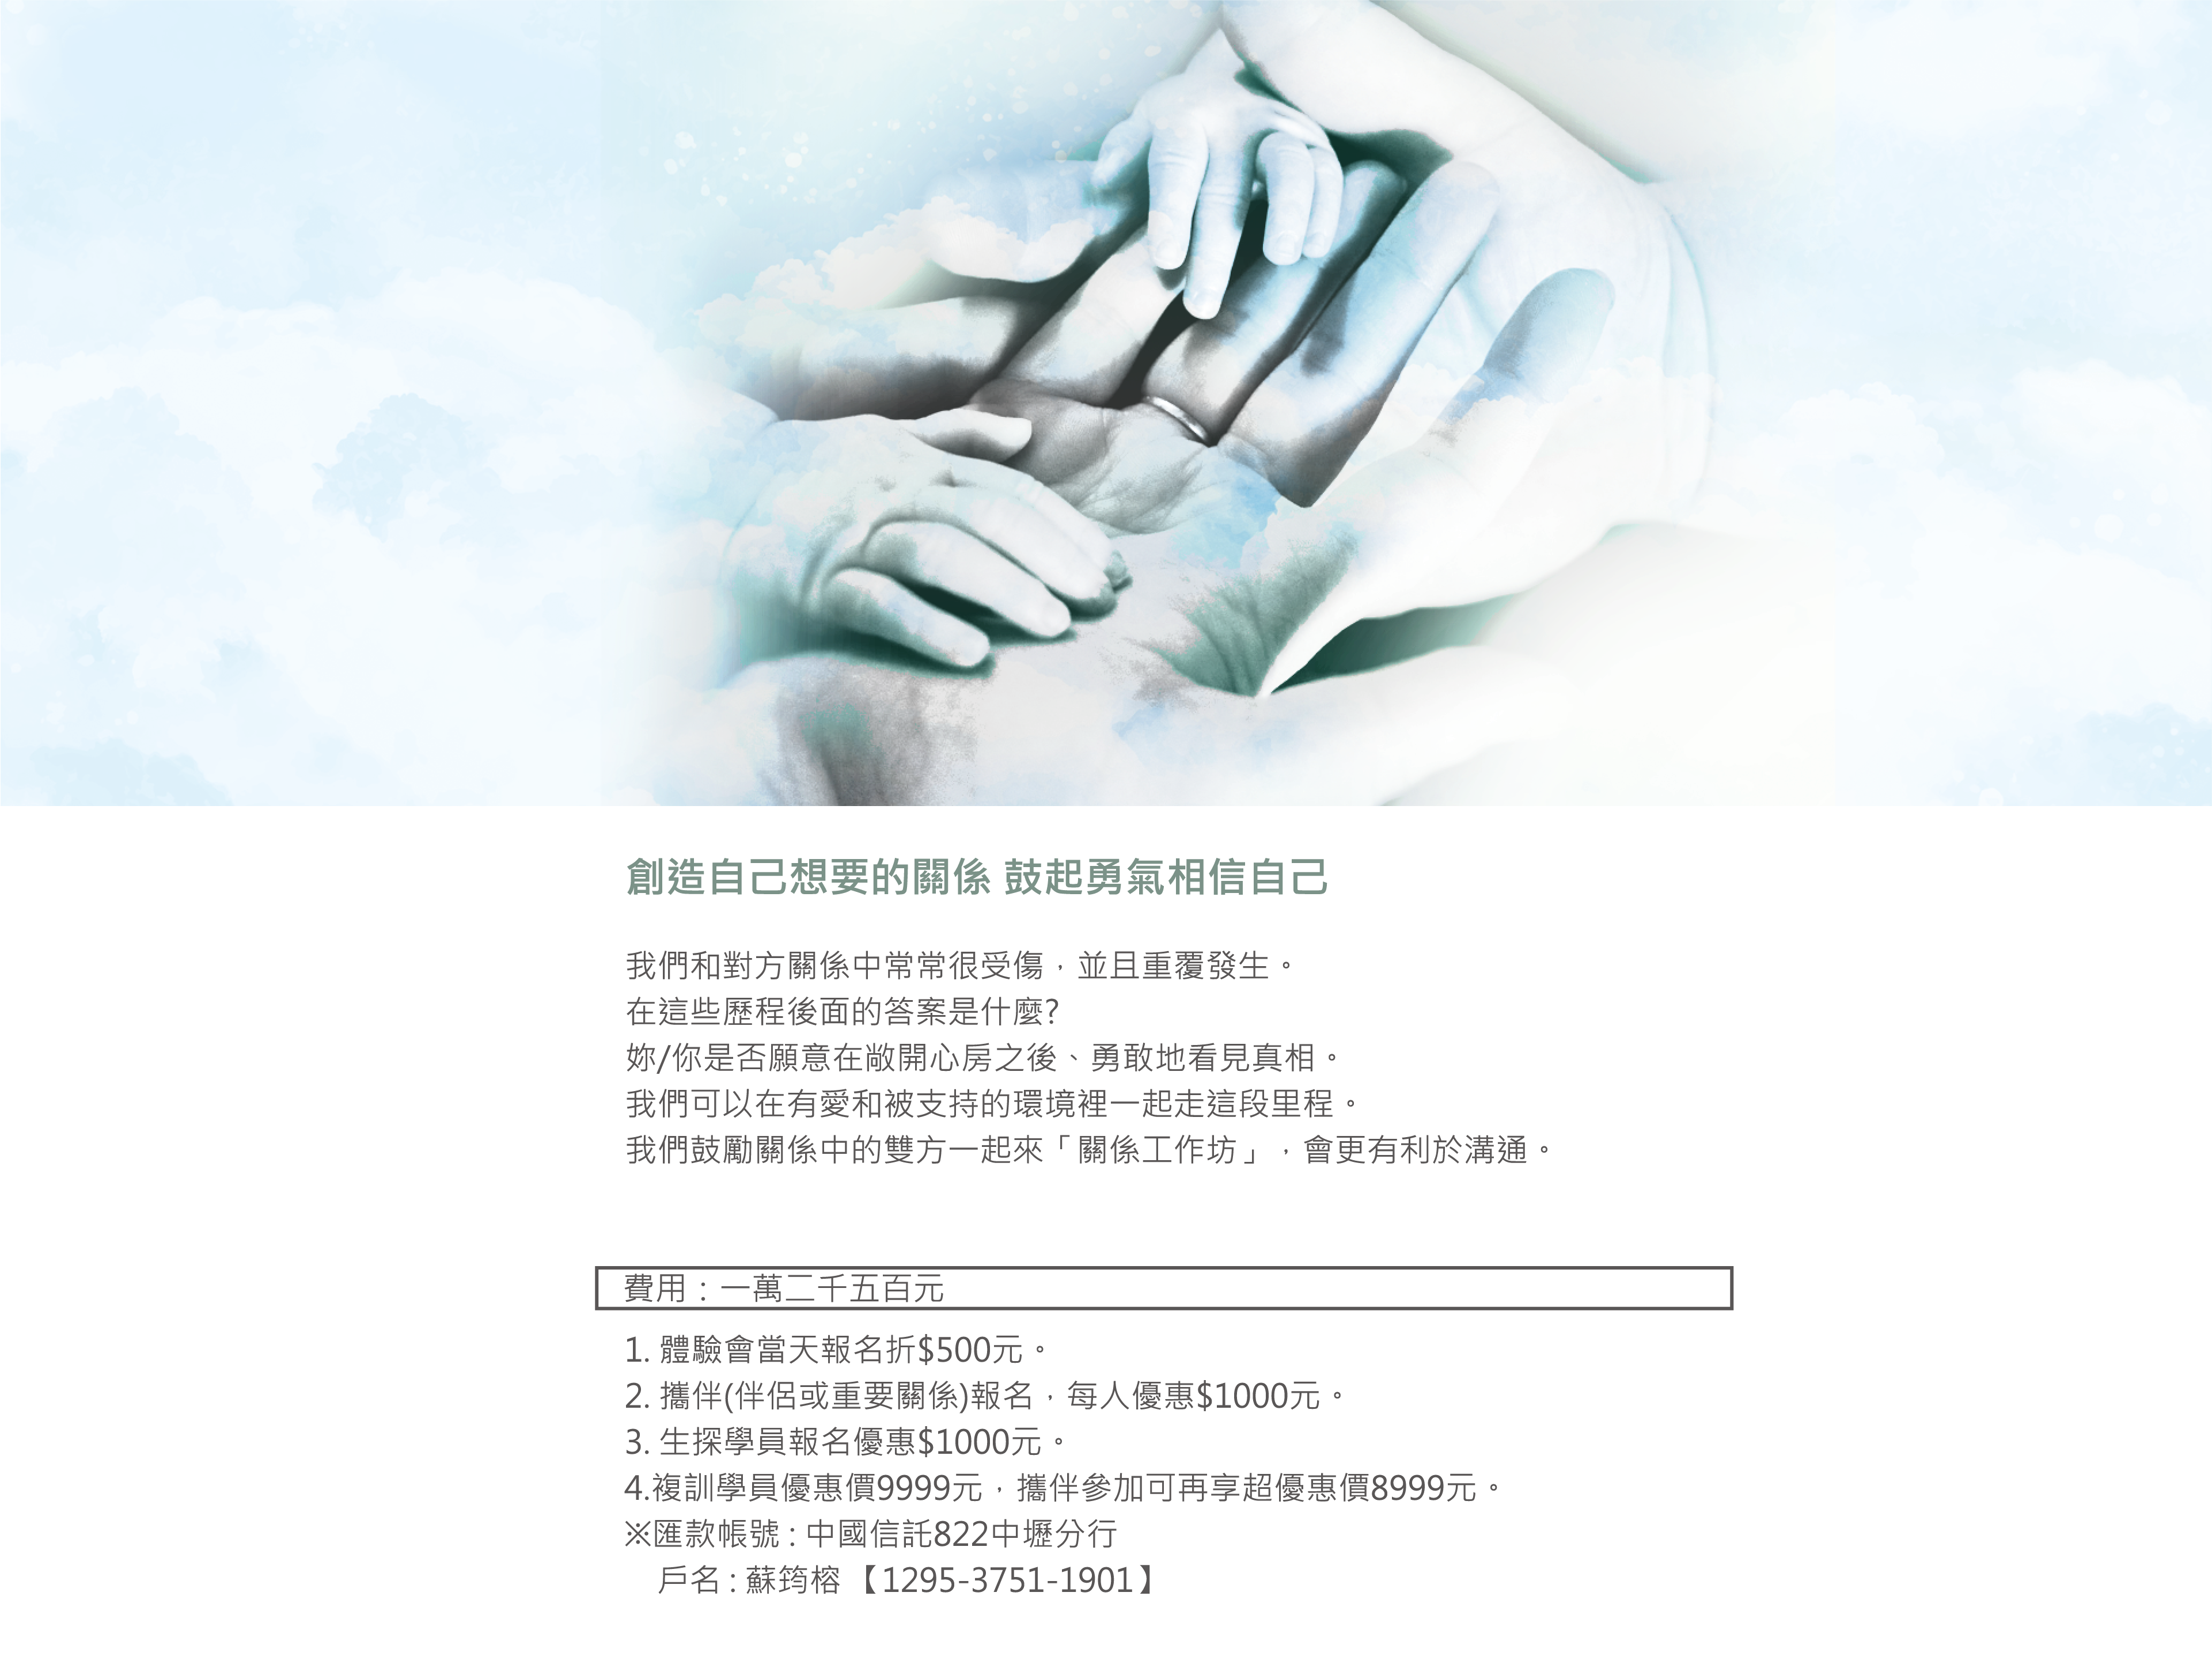 創造自己想要的關係 鼓起勇氣相信自己
我們和對方關係中常常很受傷，並且重覆發生。
在這些歷程後面的答案是什麼?
妳/你是否願意在敞開心房之後、勇敢地看見真相。
我們可以在有愛和被支持的環境裡一起走這段里程。
我們鼓勵關係中的雙方一起來「關係工作坊」，會更有利於溝通。
費用：一萬二千五百元
1. 體驗會當天報名折$500元。
2. 攜伴(伴侶或重要關係)報名，每人優惠$1000元。
3. 生探學員報名優惠$1000元。
4.複訓學員優惠價9999元，攜伴參加可再享超優惠價8999元。
※匯款帳號 : 中國信託822中壢分行
戶名 : 蘇筠榕 【1295-3751-1901】